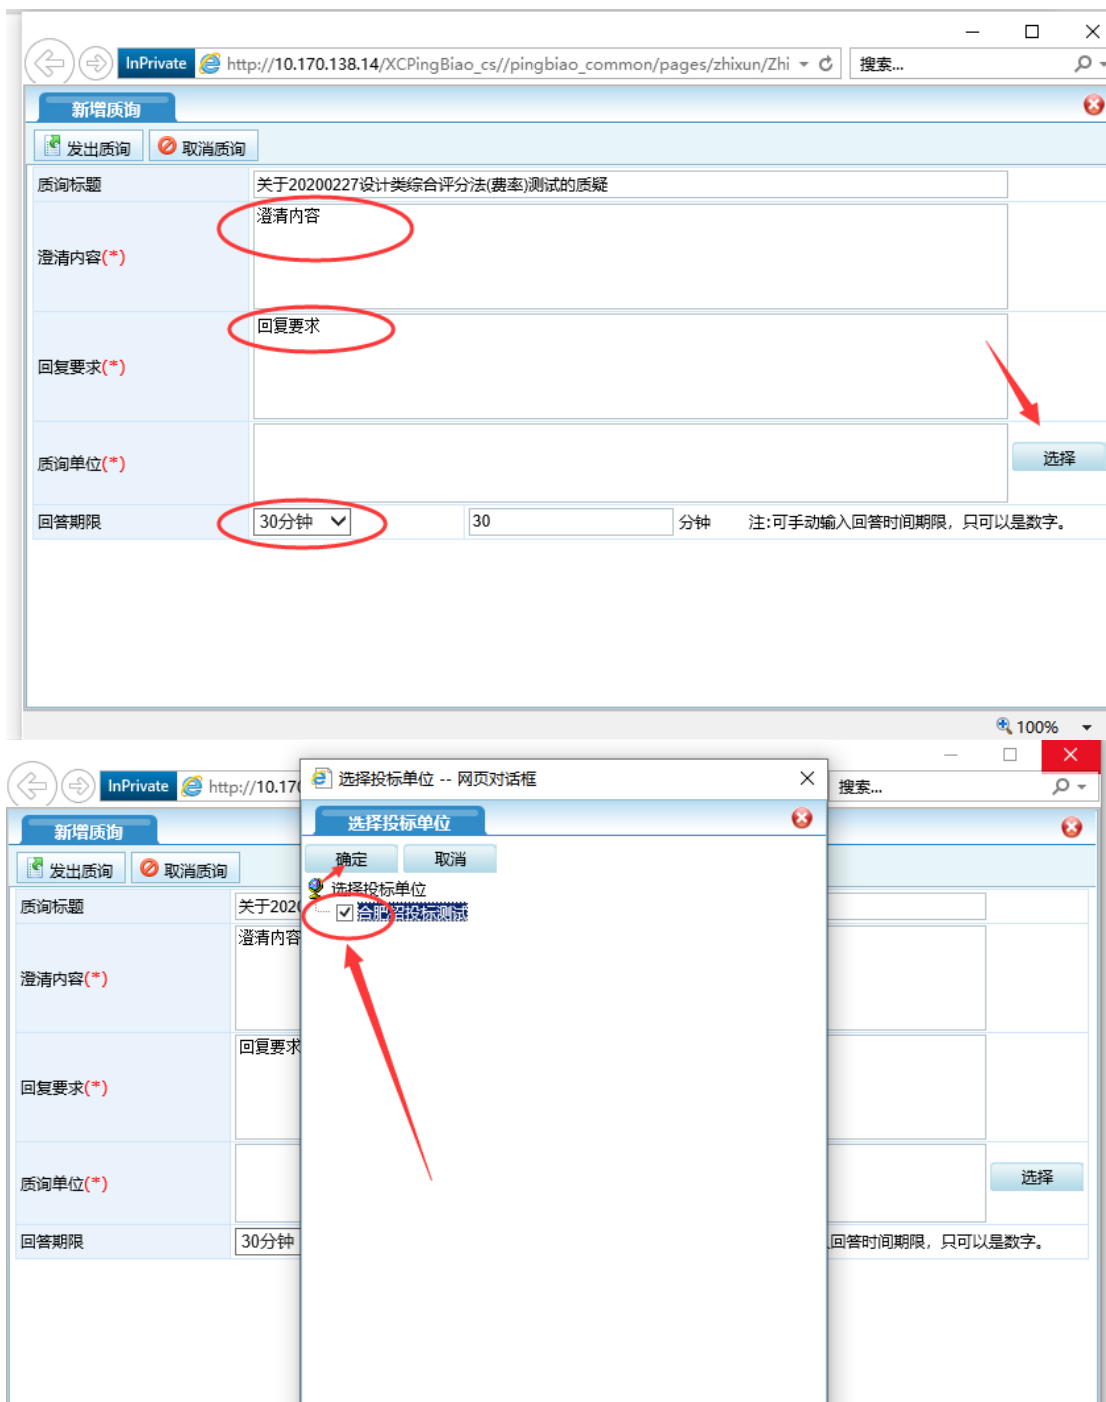 InPrivate http://10.170.138.14/XCPingBiao_cs//pingbiao_common/pages/zhixun/Zhi 搜索...
新增质询
发出质询 取消质询
质询标题 关于20200227设计类综合评分法(费率)测试的质疑
澄清内容
澄清内容(*)
回复要求
回复要求(*)
质询单位(*) 选择
回答期限 30分钟 30 分钟 注:可手动输入回答时间期限，只可以是数字。
100%
InPrivate http://10.170 选择投标单位 -- 网页对话框 搜索...
新增质询 选择投标单位
发出质询 取消质询 确定 取消
选择投标单位
质询标题 关于2020 合肥招投标测试
澄清内容
澄清内容(*)
回复要求
回复要求(*)
质询单位(*) 选择
回答期限 30分钟 回答时间期限，只可以是数字。